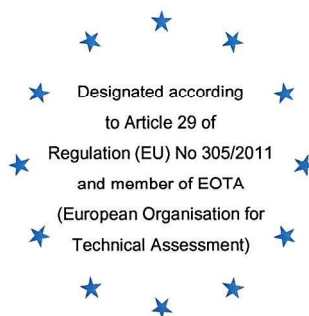 Designated according
to Article 29 of
Regulation (EU) No 305/2011
and member of EOTA
(European Organisation for
Technical Assessment)